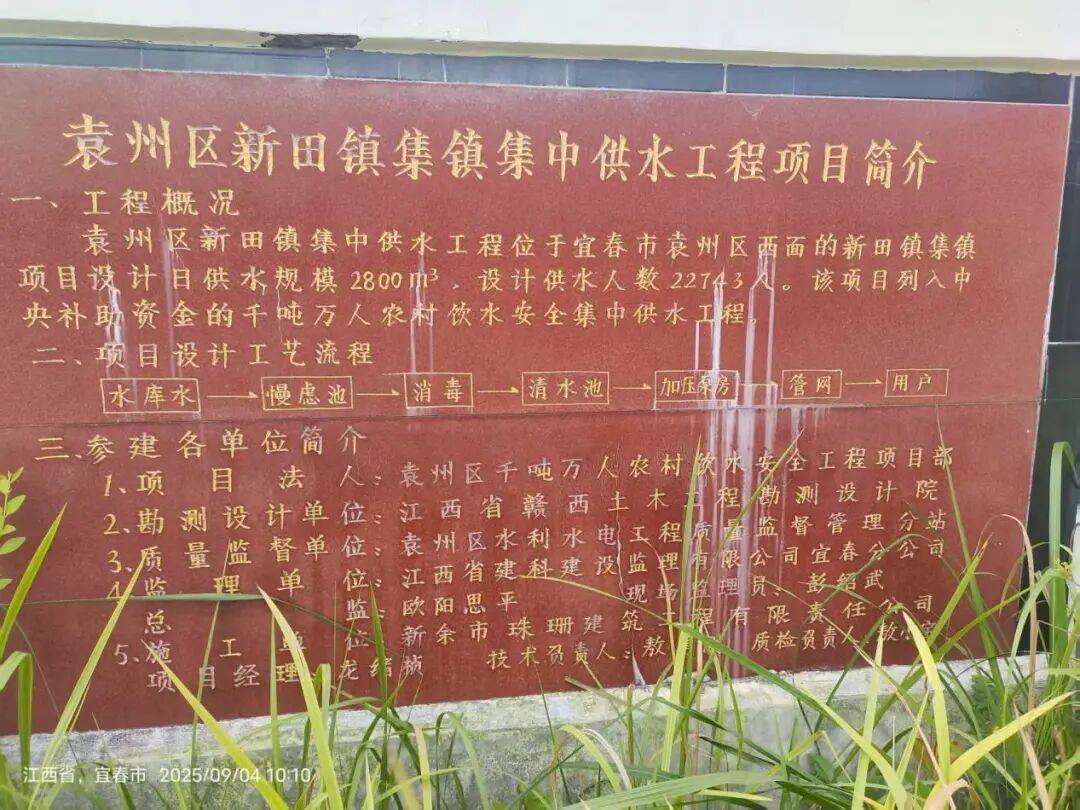 袁州区新田镇集镇集中供水工程项目简介
一、工程概况
袁州区新田镇集中供水工程位于宜春市袁州区西面的新田镇集镇
项目设计日供水规模2800m³，设计供水人数22743人。该项目列入中
央补助资金的千吨万人农村饮水安全集中供水工程。
二、项目设计工艺流程
水库水→慢虑池→消毒→清水池→加压泵房→管网→用户
三、参建各单位简介
1、项目法人：袁州区千吨万人农村饮水安全工程项目部
2、勘测设计单位：江西省赣西土木工程勘测设计院
3、质量监督单位：袁州区水利水电工程质量监督管理分站
4、监理单位：江西省建科建设监理有限公司宜春分公司
总监：欧阳思平 现场监理员：彭绍武
5、施工单位：新余市珠珊建筑工程有限责任公司
项目经理 龙绍祯 技术负责人：敖 质检负责人
江西省，宜春市 2025/09/04 10:10